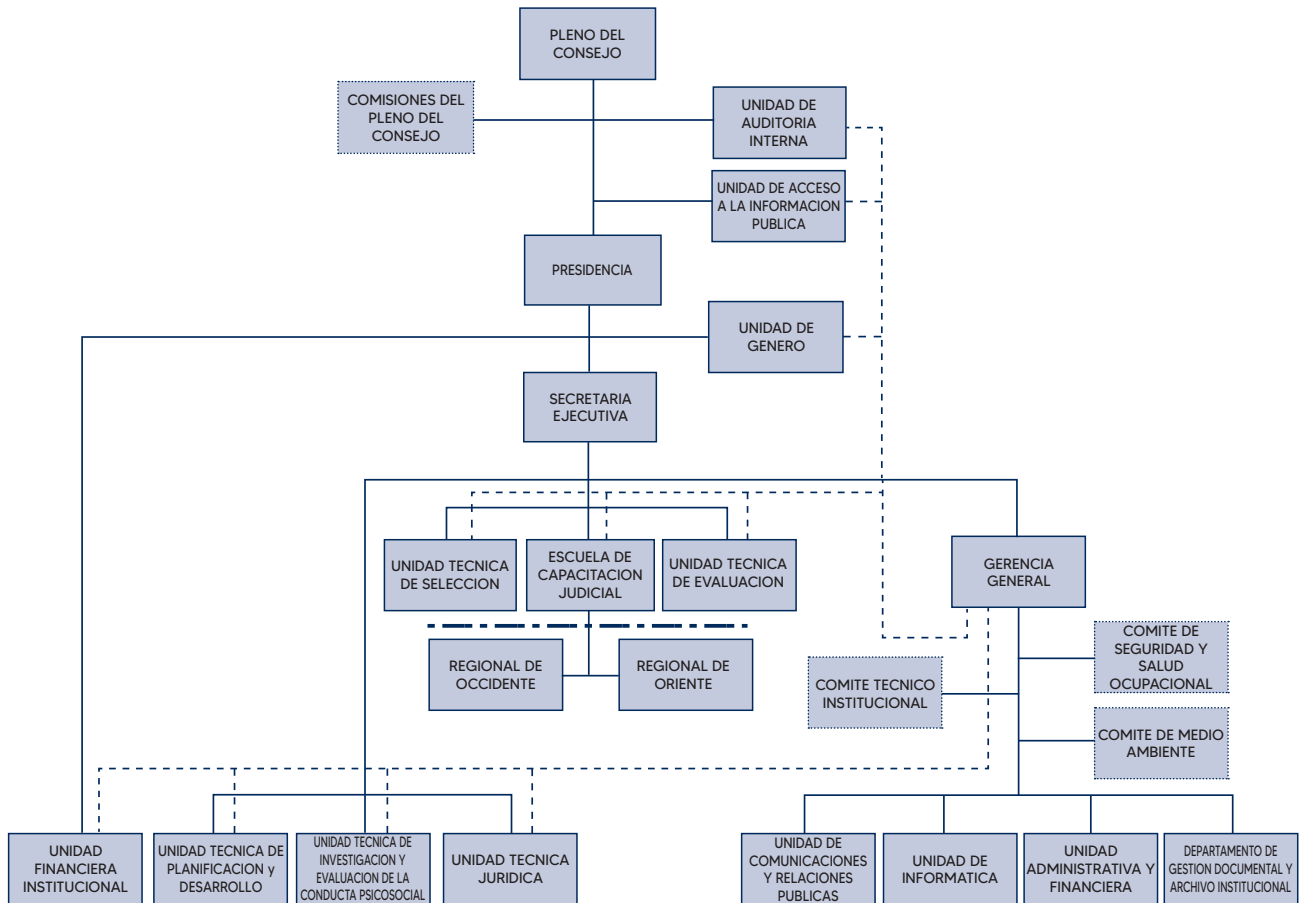 PLENO DEL
CONSEJO
COMISIONES DEL
PLENO DEL
CONSEJO
UNIDAD DE
AUDITORIA
INTERNA
UNIDAD DE ACCESO
A LA INFORMACION
PUBLICA
PRESIDENCIA
UNIDAD DE
GENERO
SECRETARIA
EJECUTIVA
UNIDAD TECNICA
DE SELECCION
ESCUELA DE
CAPACITACION
JUDICIAL
UNIDAD TECNICA
DE EVALUACION
GERENCIA
GENERAL
REGIONAL DE
OCCIDENTE
REGIONAL DE
ORIENTE
COMITE TECNICO
INSTITUCIONAL
COMITE DE
SEGURIDAD Y
SALUD
OCUPACIONAL
COMITE DE MEDIO
AMBIENTE
UNIDAD
FINANCIERA
INSTITUCIONAL
UNIDAD TECNICA DE
PLANIFICACION y
DESARROLLO
UNIDAD TECNICA DE
INVESTIGACION Y
EVALUACION DE LA
CONDUCTA PSICOSOCIAL
UNIDAD TECNICA
JURIDICA
UNIDAD DE
COMUNICACIONES
Y RELACIONES
PUBLICAS
UNIDAD DE
INFORMATICA
UNIDAD
ADMINISTRATIVA Y
FINANCIERA
DEPARTAMENTO DE
GESTION DOCUMENTAL Y
ARCHIVO INSTITUCIONAL